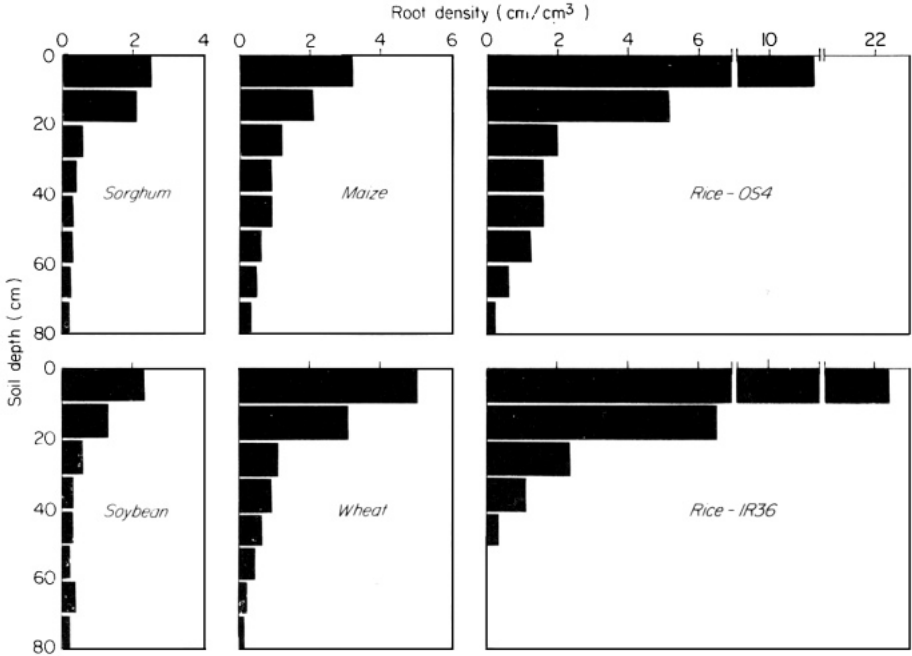 Root density (cm/cm³)
0 2 4 0 2 4 6 0 2 4 6 10 22
0
20
40
60
80
Sorghum Maize Rice – OS4
Soil depth (cm)
0
20
40
60
80
Soybean Wheat Rice – IR36